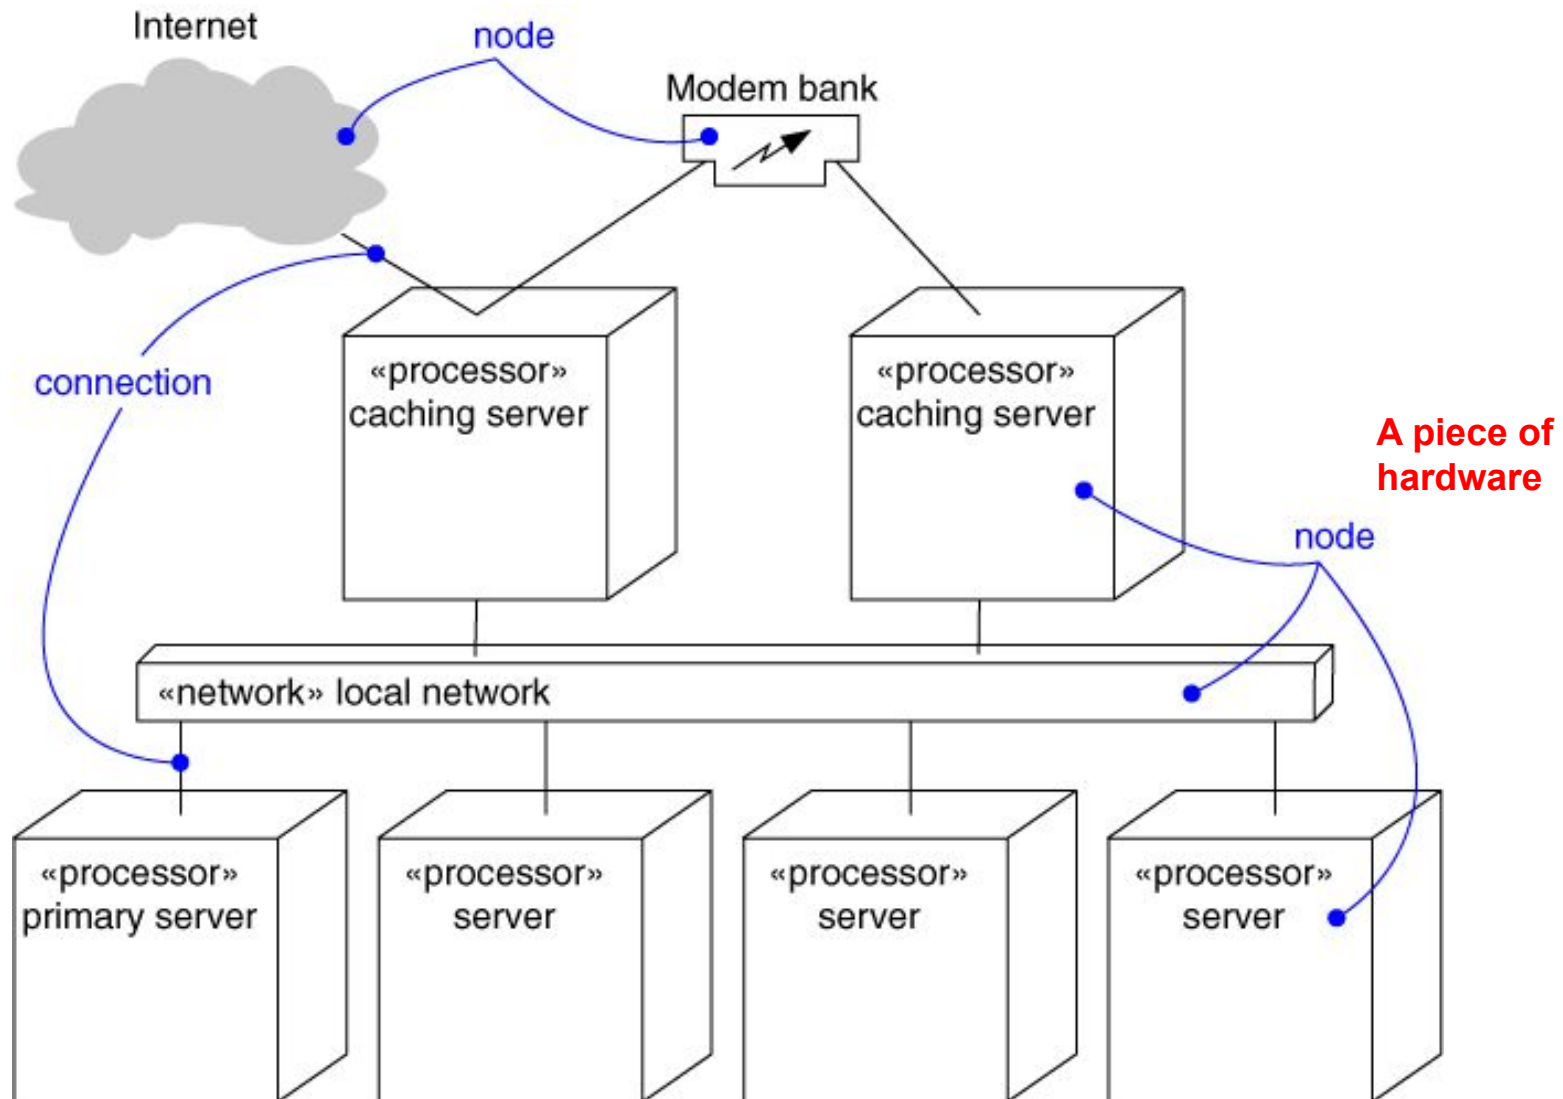 Internet
node
Modem bank
connection
«processor»
caching server
«processor»
caching server
A piece of
hardware
node
«network» local network
«processor»
primary server
«processor»
server
«processor»
server
«processor»
server